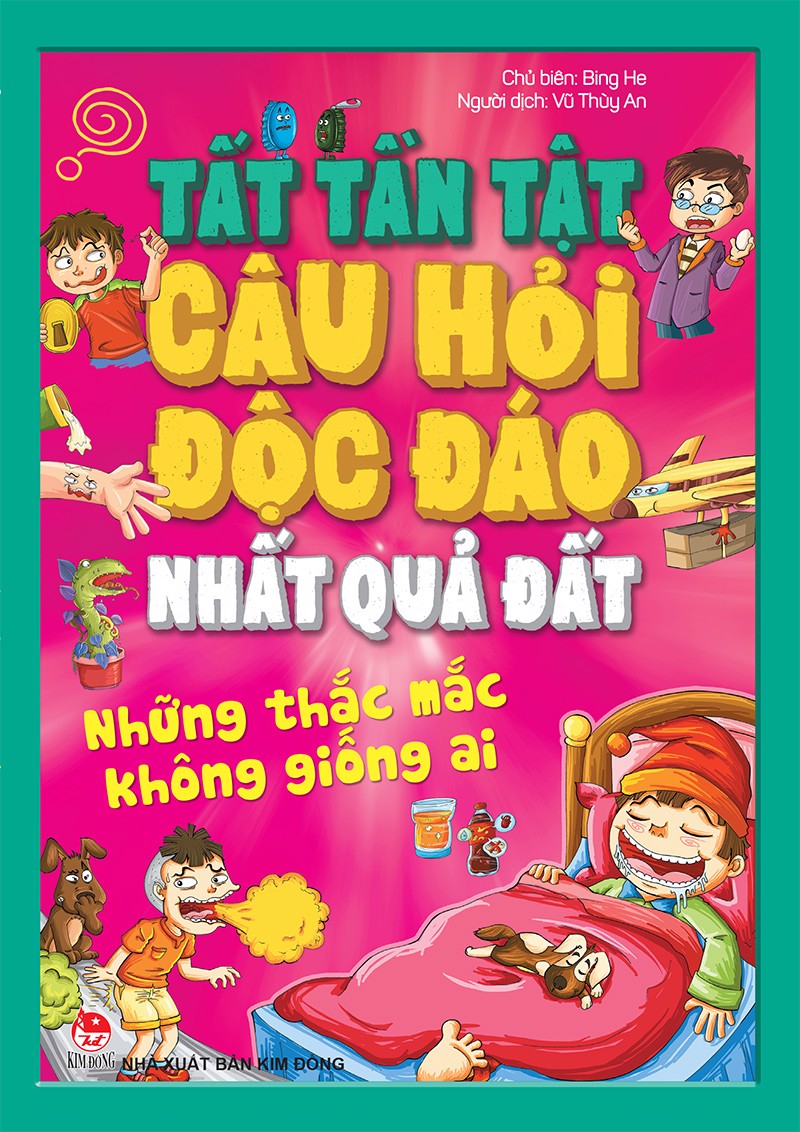 Chủ biên: Bing He
Người dịch: Vũ Thùy An
TẤT TẦN TẬT
CÂU HỎI
ĐỘC ĐÁO
NHẤT QUẢ ĐẤT
Những thắc mắc
không giống ai
KIM ĐỒNG
NHÀ XUẤT BẢN KIM ĐỒNG